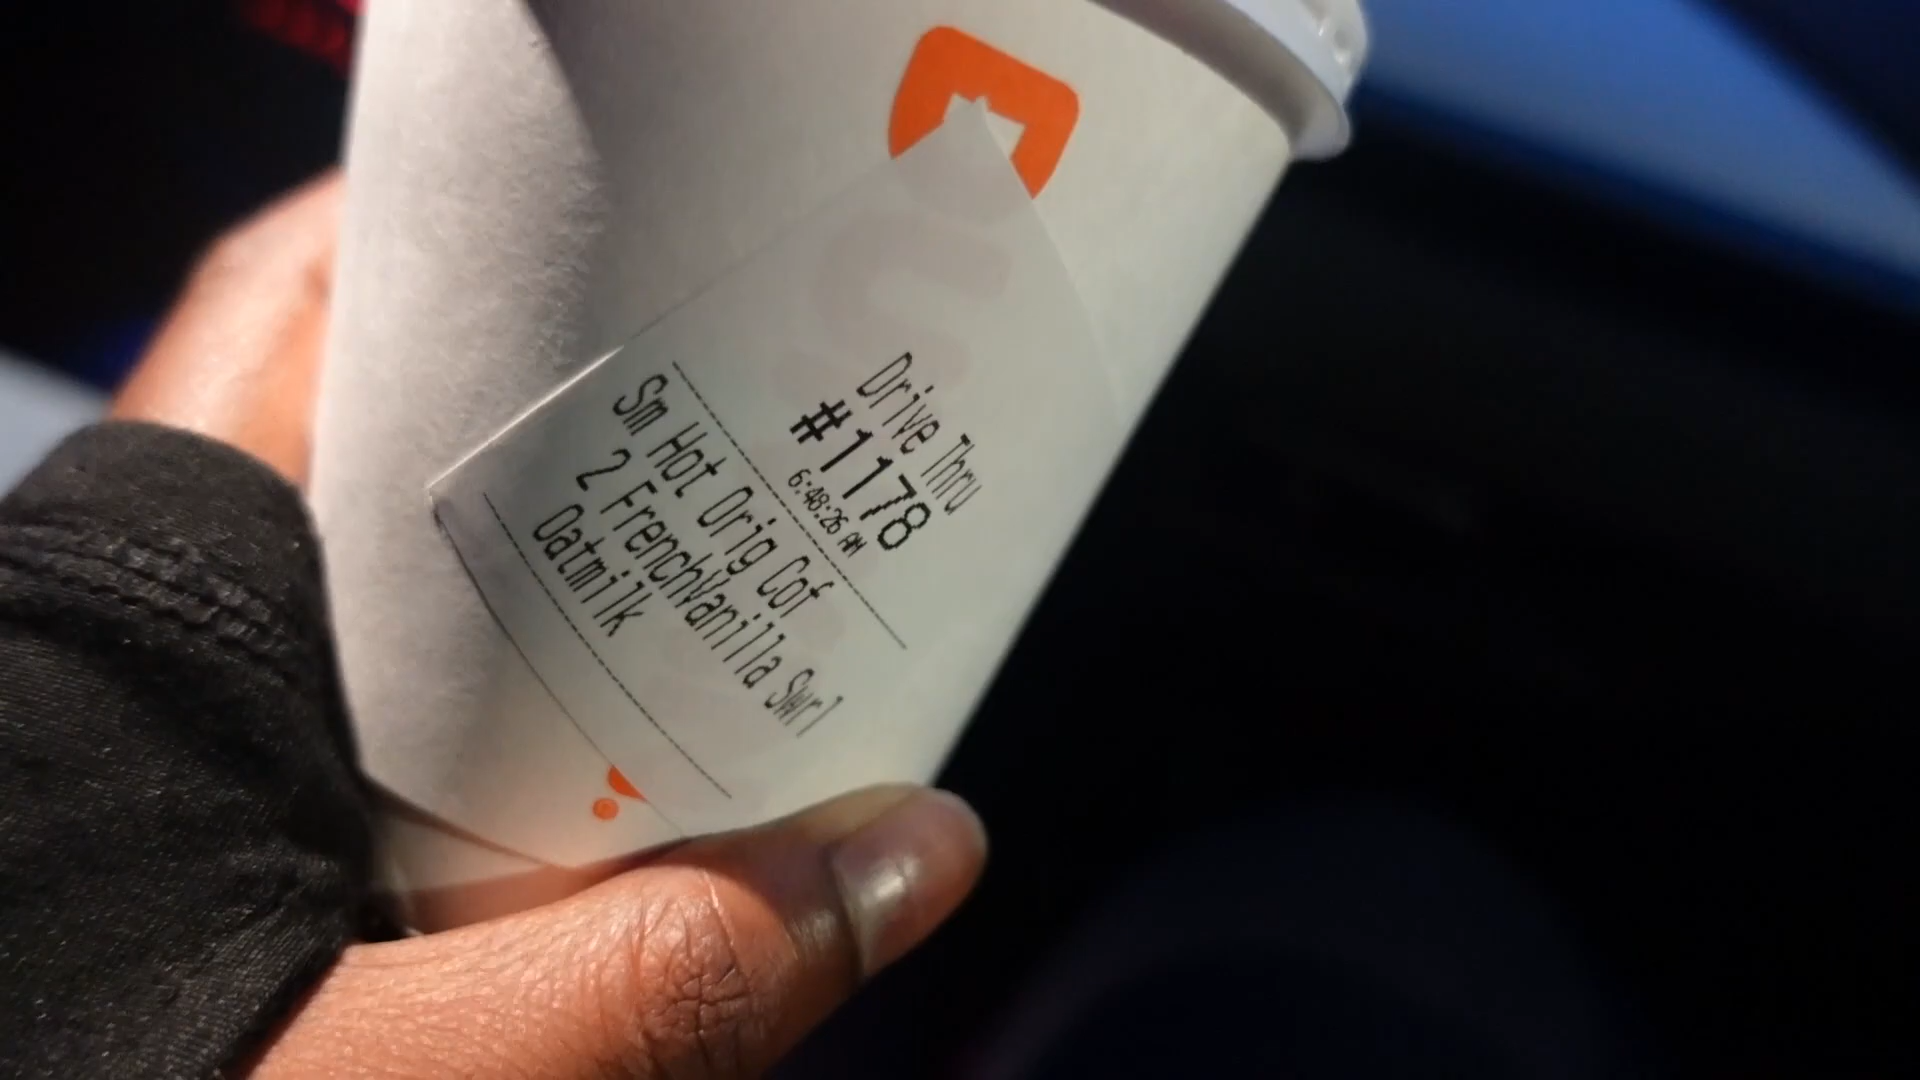 Drive Thru
#1178
6:48:26 AM
Sm Hot Orig Cof
2 FrenchVanilla Swrl
Oatmilk